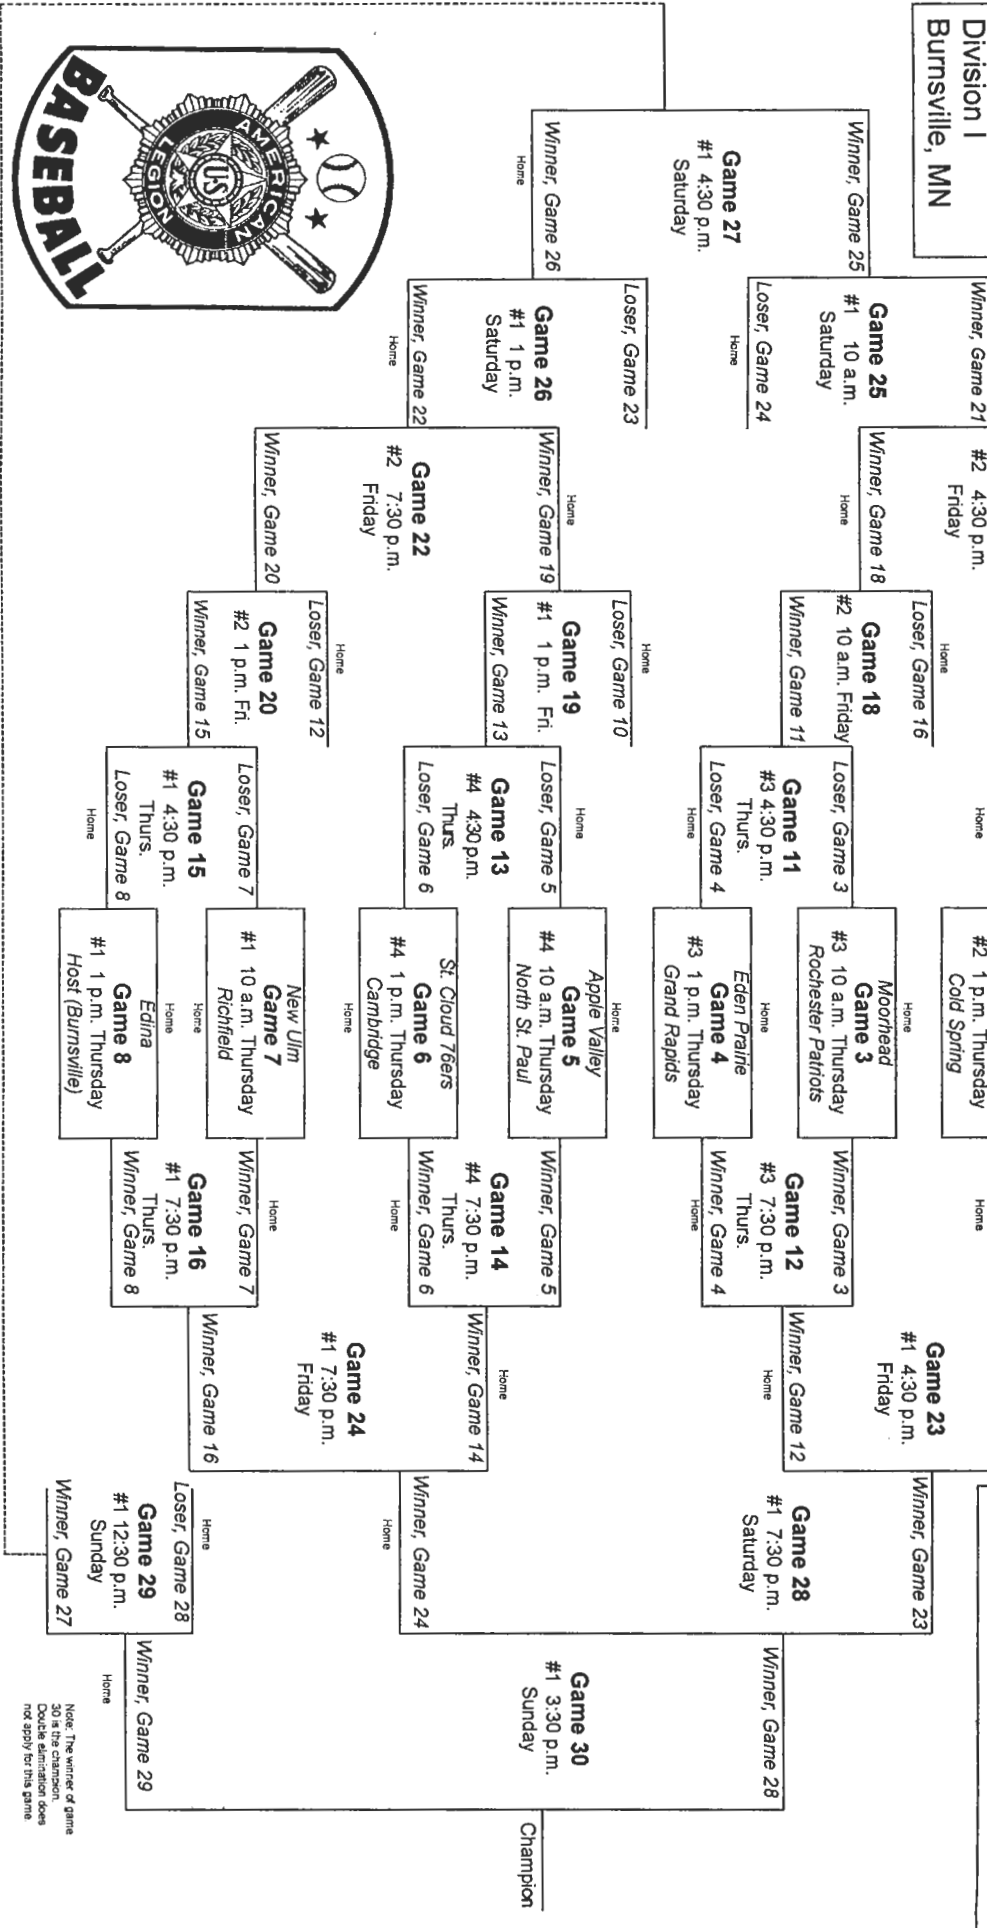 Division I
Burnsville, MN
Winner, Game 21
#2 4:30 p.m.
Friday
Winner, Game 18
Home
Loser, Game 16
Game 18
#2 10 a.m. Friday
Winner, Game 11
Home
Loser, Game 3
Game 11
#3 4:30 p.m.
Thurs.
Loser, Game 4
Home
#2 1 p.m. Thursday
Cold Spring
Home
Home
Moorhead
Game 3
#3 10 a.m. Thursday
Rochester Patriots
Home
Eden Prairie
Game 4
#3 1 p.m. Thursday
Grand Rapids
Winner, Game 3
Game 12
#3 7:30 p.m.
Thurs.
Winner, Game 4
Home
Game 23
#1 4:30 p.m.
Friday
Winner, Game 12
Home
Winner, Game 25
Game 27
#1 4:30 p.m.
Saturday
Winner, Game 26
Home
Game 25
#1 10 a.m.
Saturday
Loser, Game 24
Home
Loser, Game 23
Game 26
#1 1 p.m.
Saturday
Winner, Game 22
Home
Home
Winner, Game 19
Game 22
#2 7:30 p.m.
Friday
Winner, Game 20
Home
Loser, Game 10
Game 19
#1 1 p.m. Fri.
Winner, Game 13
Home
Loser, Game 12
Game 20
#2 1 p.m. Fri.
Winner, Game 15
Home
Loser, Game 5
Game 13
#4 4:30 p.m.
Thurs.
Loser, Game 6
Loser, Game 7
Game 15
#1 4:30 p.m.
Thurs.
Loser, Game 8
Home
Home
Apple Valley
Game 5
#4 10 a.m. Thursday
North St. Paul
St. Cloud 76ers
Game 6
#4 1 p.m. Thursday
Cambridge
Home
New Ulm
Game 7
#1 10 a.m. Thursday
Richfield
Home
Home
Edina
Game 8
#1 1 p.m. Thursday
Host (Burnsville)
Winner, Game 5
Game 14
#4 7:30 p.m.
Thurs.
Winner, Game 6
Home
Home
Winner, Game 7
Game 16
#1 7:30 p.m.
Thurs.
Winner, Game 8
Home
Winner, Game 14
Game 24
#1 7:30 p.m.
Friday
Winner, Game 16
Winner, Game 23
Game 28
#1 7:30 p.m.
Saturday
Winner, Game 24
Home
Home
Loser, Game 28
Game 29
#1 12:30 p.m.
Sunday
Winner, Game 27
Winner, Game 28
Game 30
#1 3:30 p.m.
Sunday
Winner, Game 29
Home
Champion
Note: The winner of game
30 is the champion.
Double elimination does
not apply for this game.
AMERICAN
LEGION
U·S
BASEBALL